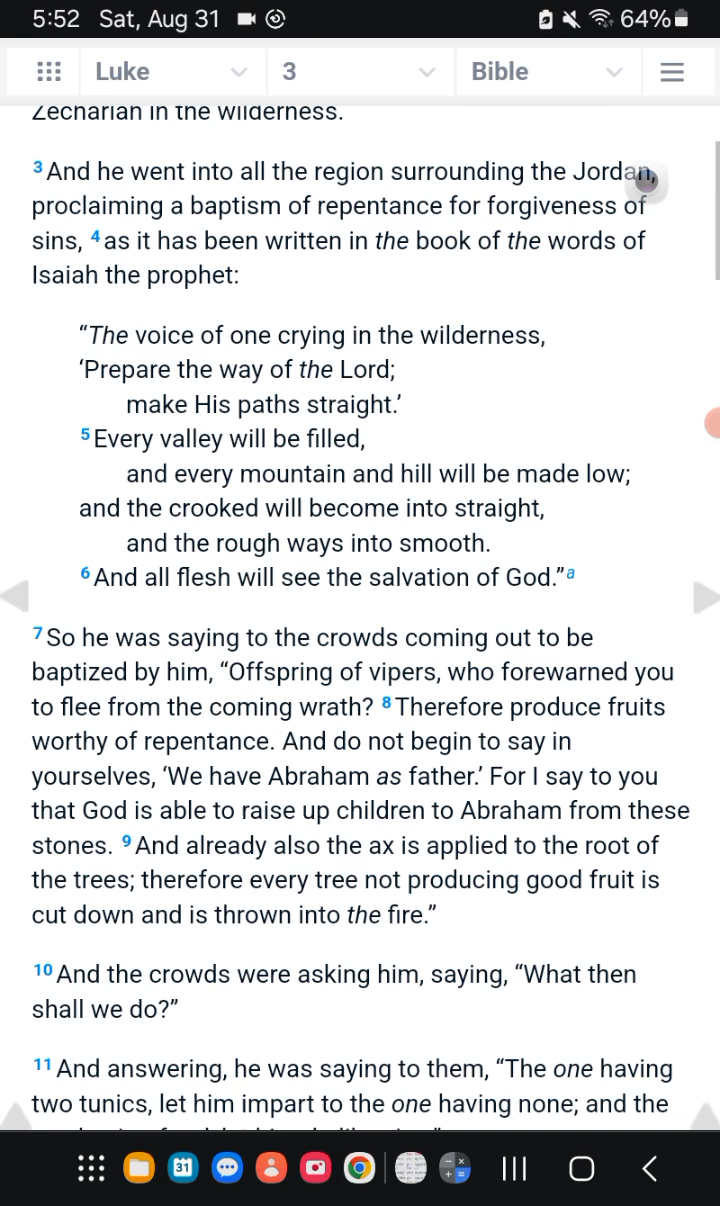 5:52 Sat, Aug 31 64%
Luke 3 Bible
Zechariah in the wilderness.
3 And he went into all the region surrounding the Jordan,
proclaiming a baptism of repentance for forgiveness of
sins, 4 as it has been written in the book of the words of
Isaiah the prophet:
“The voice of one crying in the wilderness,
‘Prepare the way of the Lord;
make His paths straight.’
5 Every valley will be filled,
and every mountain and hill will be made low;
and the crooked will become into straight,
and the rough ways into smooth.
6 And all flesh will see the salvation of God.” a
7 So he was saying to the crowds coming out to be
baptized by him, “Offspring of vipers, who forewarned you
to flee from the coming wrath? 8 Therefore produce fruits
worthy of repentance. And do not begin to say in
yourselves, ‘We have Abraham as father.’ For I say to you
that God is able to raise up children to Abraham from these
stones. 9 And already also the ax is applied to the root of
the trees; therefore every tree not producing good fruit is
cut down and is thrown into the fire.”
10 And the crowds were asking him, saying, “What then
shall we do?”
11 And answering, he was saying to them, “The one having
two tunics, let him impart to the one having none; and the
31